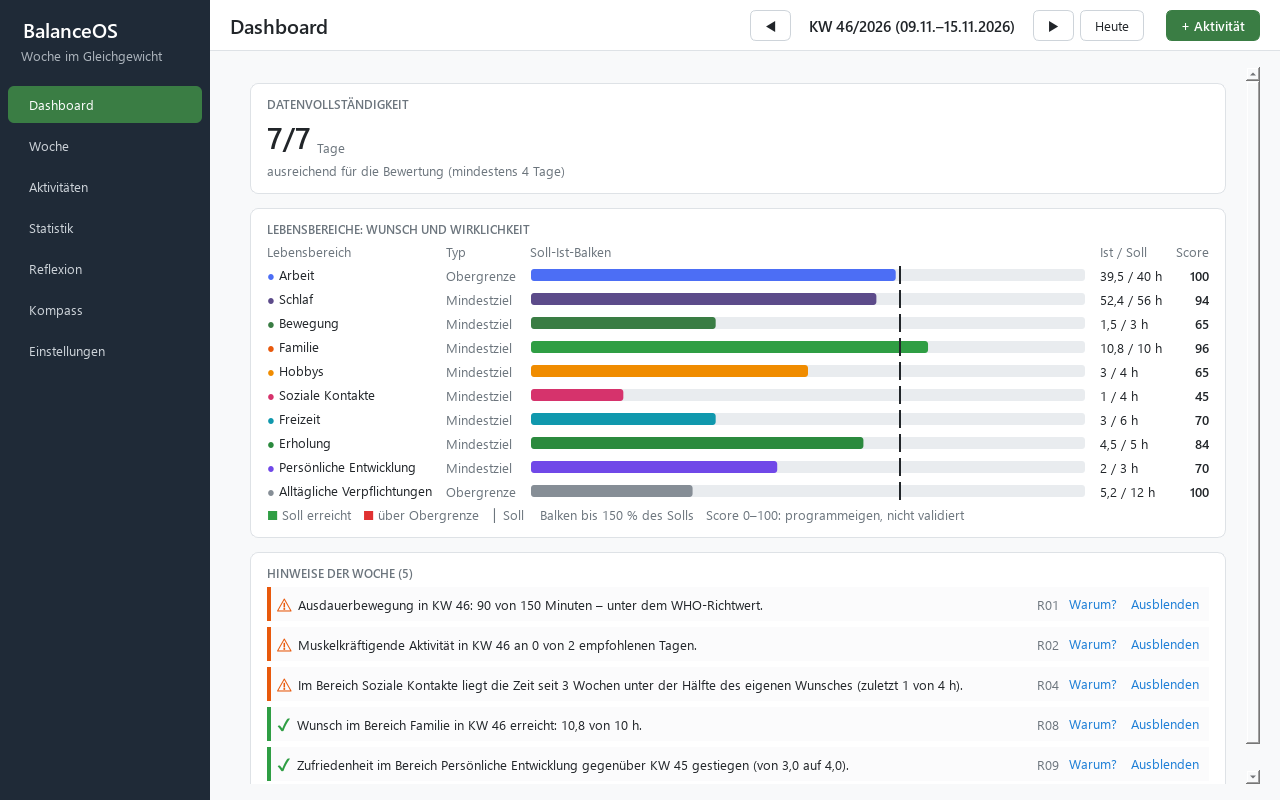 BalanceOS
Woche im Gleichgewicht
Dashboard
Woche
Aktivitäten
Statistik
Reflexion
Kompass
Einstellungen
Dashboard
◀ KW 46/2026 (09.11.–15.11.2026) ▶ Heute + Aktivität
DATENVOLLSTÄNDIGKEIT
7/7 Tage
ausreichend für die Bewertung (mindestens 4 Tage)
LEBENSBEREICHE: WUNSCH UND WIRKLICHKEIT
Lebensbereich Typ Soll-Ist-Balken Ist / Soll Score
Arbeit Obergrenze 39,5 / 40 h 100
Schlaf Mindestziel 52,4 / 56 h 94
Bewegung Mindestziel 1,5 / 3 h 65
Familie Mindestziel 10,8 / 10 h 96
Hobbys Mindestziel 3 / 4 h 65
Soziale Kontakte Mindestziel 1 / 4 h 45
Freizeit Mindestziel 3 / 6 h 70
Erholung Mindestziel 4,5 / 5 h 84
Persönliche Entwicklung Mindestziel 2 / 3 h 70
Alltägliche Verpflichtungen Obergrenze 5,2 / 12 h 100
Soll erreicht über Obergrenze Soll Balken bis 150 % des Solls Score 0–100: programmeigen, nicht validiert
HINWEISE DER WOCHE (5)
Ausdauerbewegung in KW 46: 90 von 150 Minuten – unter dem WHO-Richtwert. R01 Warum? Ausblenden
Muskelkräftigende Aktivität in KW 46 an 0 von 2 empfohlenen Tagen. R02 Warum? Ausblenden
Im Bereich Soziale Kontakte liegt die Zeit seit 3 Wochen unter der Hälfte des eigenen Wunsches (zuletzt 1 von 4 h). R04 Warum? Ausblenden
Wunsch im Bereich Familie in KW 46 erreicht: 10,8 von 10 h. R08 Warum? Ausblenden
Zufriedenheit im Bereich Persönliche Entwicklung gegenüber KW 45 gestiegen (von 3,0 auf 4,0). R09 Warum? Ausblenden